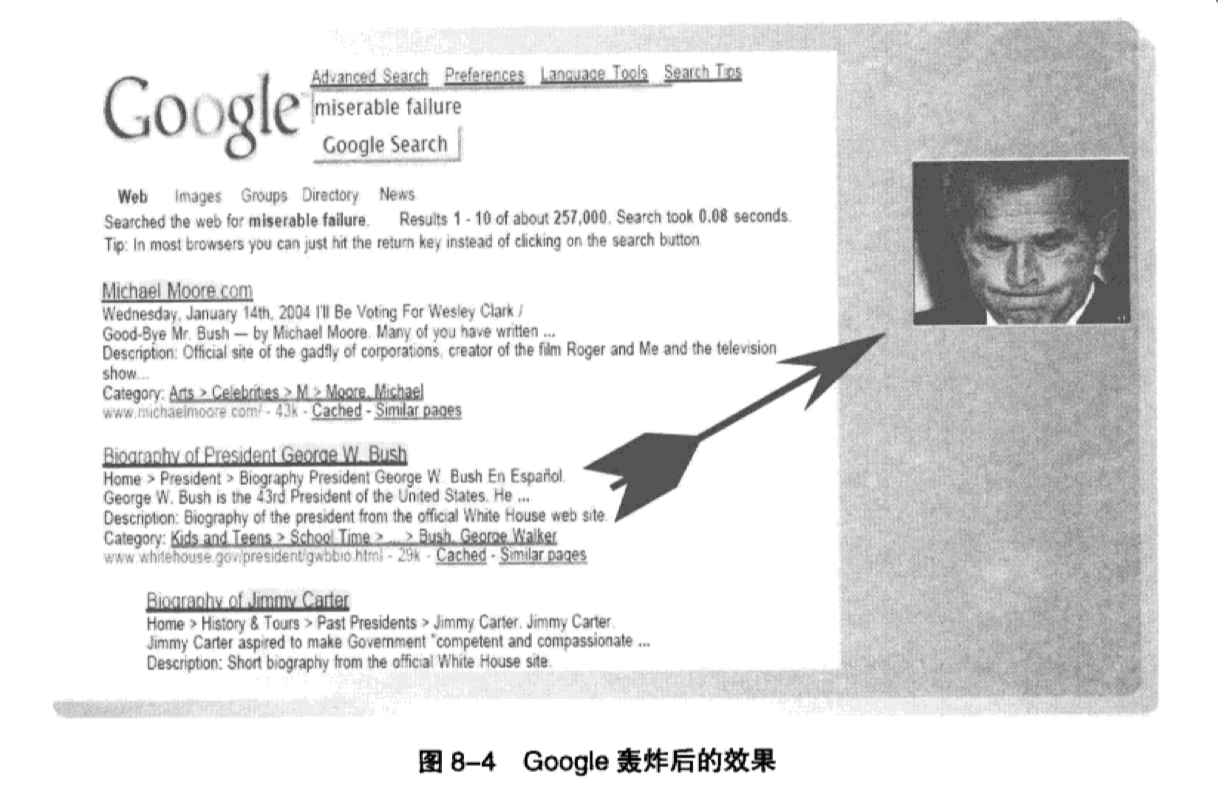 Google
Advanced Search Preferences Language Tools Search Tips
miserable failure
Google Search
Web Images Groups Directory News
Searched the web for miserable failure. Results 1 - 10 of about 257,000. Search took 0.08 seconds.
Tip: In most browsers you can just hit the return key instead of clicking on the search button.
Michael Moore.com
Wednesday, January 14th, 2004 I'll Be Voting For Wesley Clark /
Good-Bye Mr. Bush — by Michael Moore. Many of you have written ...
Description: Official site of the gadfly of corporations, creator of the film Roger and Me and the television
show...
Category: Arts > Celebrities > M > Moore, Michael
www.michaelmoore.com/ - 43k - Cached - Similar pages
Biography of President George W. Bush
Home > President > Biography President George W. Bush En Español.
George W. Bush is the 43rd President of the United States. He ...
Description: Biography of the president from the official White House web site.
Category: Kids and Teens > School Time > ... > Bush, George Walker
www.whitehouse.gov/president/gwbbio.html - 29k - Cached - Similar pages
Biography of Jimmy Carter
Home > History & Tours > Past Presidents > Jimmy Carter. Jimmy Carter.
Jimmy Carter aspired to make Government "competent and compassionate ...
Description: Short biography from the official White House site.
图 8-4 Google 轰炸后的效果